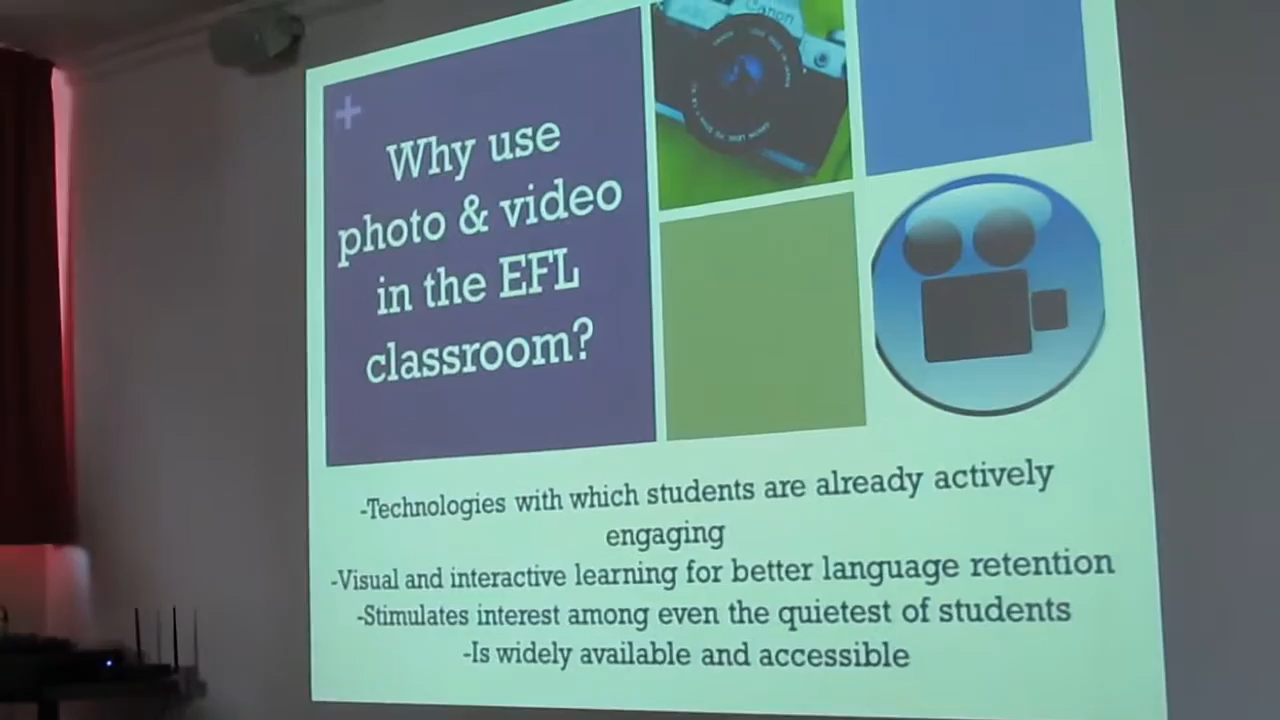 +
Why use
photo & video
in the EFL
classroom?
Canon
-Technologies with which students are already actively
engaging
-Visual and interactive learning for better language retention
-Stimulates interest among even the quietest of students
-Is widely available and accessible